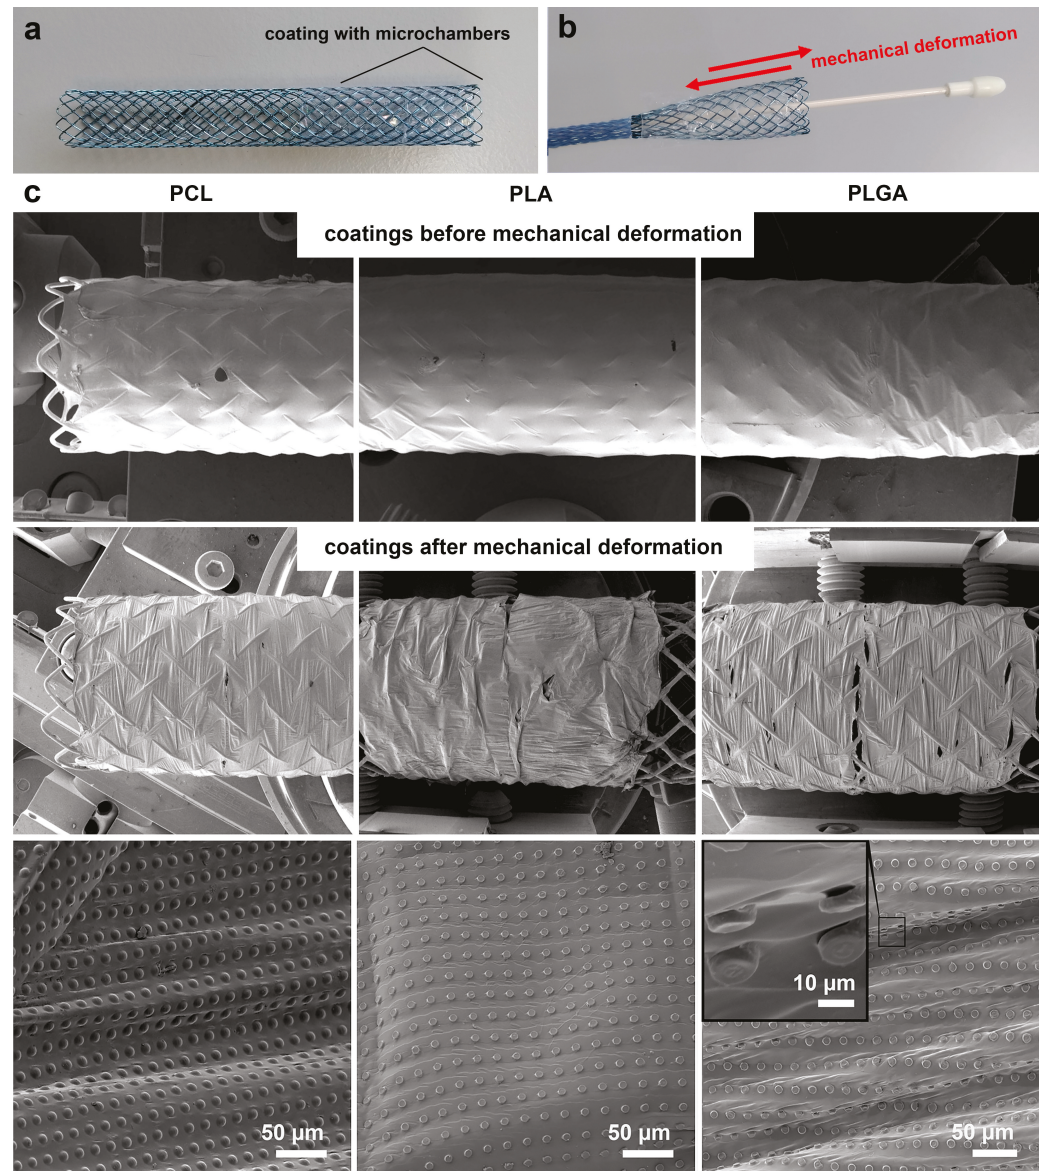 a
coating with microchambers
b
mechanical deformation
c
PCL
PLA
PLGA
coatings before mechanical deformation
coatings after mechanical deformation
10 µm
50 µm
50 µm
50 µm